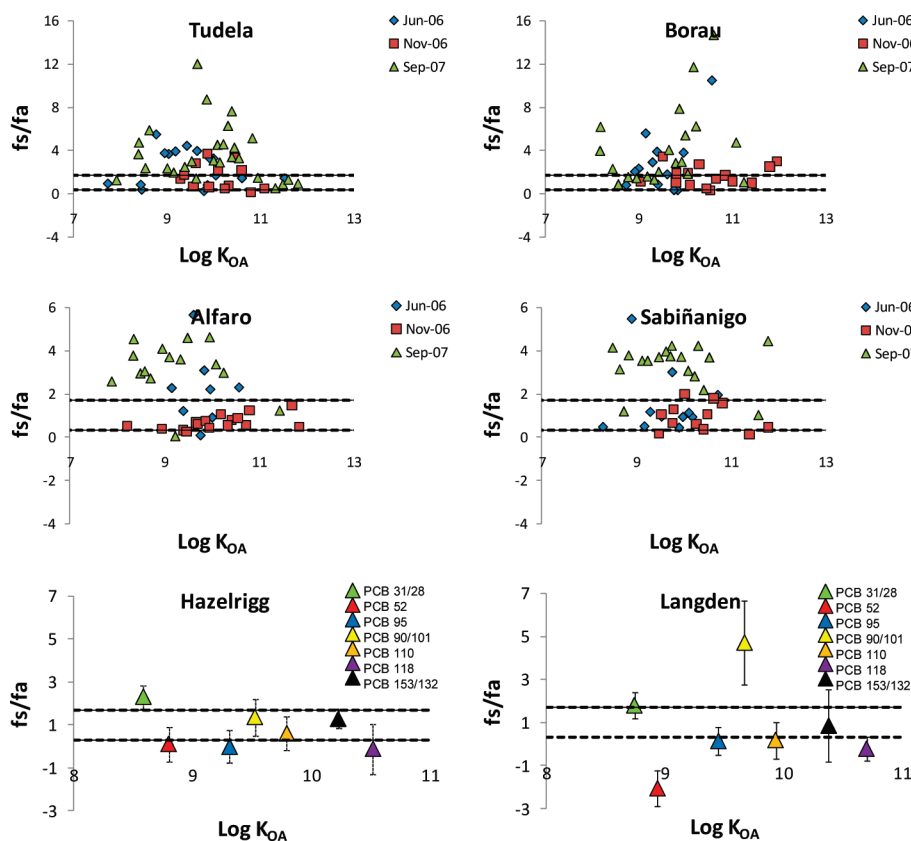 Tudela
Jun-06
Nov-06
Sep-07
fs/fa
16
12
8
4
0
-4
7 9 11 13
Log KOA
Borau
Jun-06
Nov-06
Sep-07
fs/fa
16
12
8
4
0
-4
7 9 11 13
Log KOA
Alfaro
Jun-06
Nov-06
Sep-07
fs/fa
6
4
2
0
-2
-4
7 9 11 13
Log KOA
Sabiñanigo
Jun-06
Nov-0
Sep-07
fs/fa
6
4
2
0
-2
-4
7 9 11 13
Log KOA
Hazelrigg
PCB 31/28
PCB 52
PCB 95
PCB 90/101
PCB 110
PCB 118
PCB 153/132
fs/fa
7
5
3
1
-1
-3
8 9 10 11
Log KOA
Langden
PCB 31/28
PCB 52
PCB 95
PCB 90/101
PCB 110
PCB 118
PCB 153/132
fs/fa
7
5
3
1
-1
-3
8 9 10 11
Log KOA